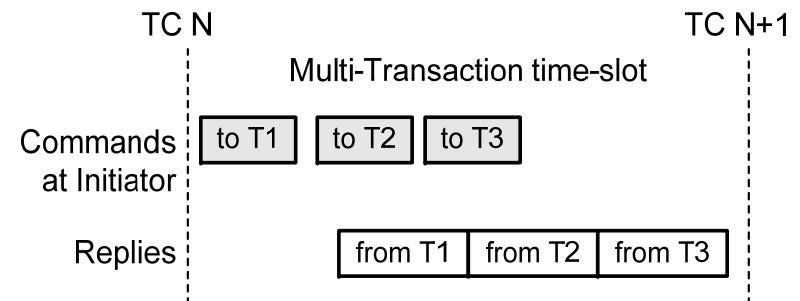 TC N
TC N+1
Multi-Transaction time-slot
Commands
at Initiator
to T1
to T2
to T3
Replies
from T1
from T2
from T3